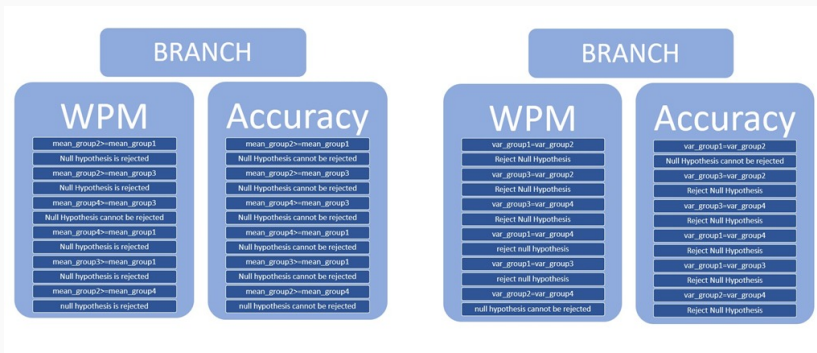 BRANCH
WPM
mean_group2>=mean_group1
Null hypothesis is rejected
mean_group2>=mean_group3
Null Hypothesis is rejected
mean_group4>=mean_group3
Null Hypothesis cannot be rejected
mean_group4>=mean_group1
Null hypothesis is rejected
mean_group3>=mean_group1
Null hypothesis is rejected
mean_group2>=mean_group4
null hypothesis is rejected
Accuracy
mean_group2>=mean_group1
Null Hypothesis cannot be rejected
mean_group2>=mean_group3
Null Hypothesis cannot be rejected
mean_group4>=mean_group3
Null Hypothesis cannot be rejected
mean_group4>=mean_group1
Null hypothesis cannot be rejected
mean_group3>=mean_group1
Null hypothesis cannot be rejected
mean_group2>=mean_group4
null hypothesis cannot be rejected
BRANCH
WPM
var_group1=var_group2
Reject Null Hypothesis
var_group3=var_group2
Reject Null Hypothesis
var_group3=var_group4
Reject Null Hypothesis
var_group1=var_group4
reject null hypothesis
var_group1=var_group3
reject null hypothesis
var_group2=var_group4
null hypothesis cannot be rejected
Accuracy
var_group1=var_group2
Null Hypothesis cannot be rejected
var_group3=var_group2
Reject Null Hypothesis
var_group3=var_group4
Reject Null Hypothesis
var_group1=var_group4
Reject Null Hypothesis
var_group1=var_group3
Reject Null Hypothesis
var_group2=var_group4
Reject Null Hypothesis